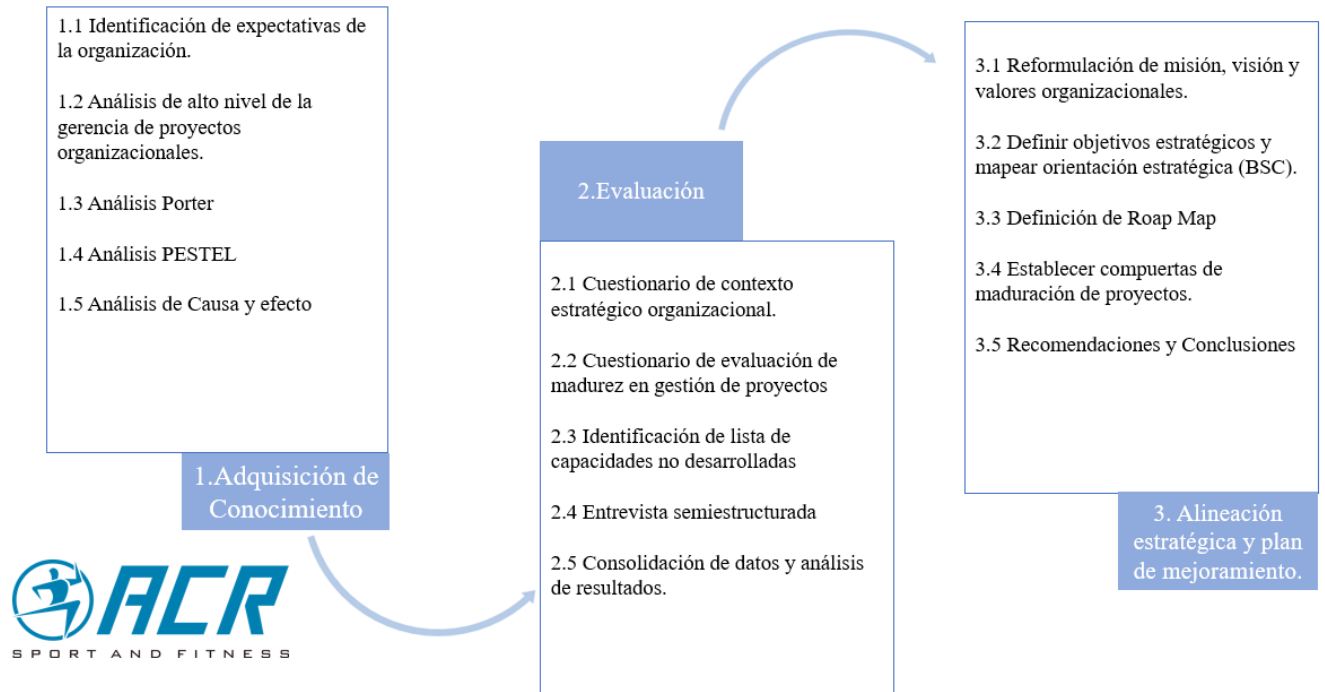 1.1 Identificación de expectativas de
la organización.
1.2 Análisis de alto nivel de la
gerencia de proyectos
organizacionales.
1.3 Análisis Porter
1.4 Análisis PESTEL
1.5 Análisis de Causa y efecto
1.Adquisición de
Conocimiento
2.Evaluación
2.1 Cuestionario de contexto
estratégico organizacional.
2.2 Cuestionario de evaluación de
madurez en gestión de proyectos
2.3 Identificación de lista de
capacidades no desarrolladas
2.4 Entrevista semiestructurada
2.5 Consolidación de datos y análisis
de resultados.
3.1 Reformulación de misión, visión y
valores organizacionales.
3.2 Definir objetivos estratégicos y
mapear orientación estratégica (BSC).
3.3 Definición de Roap Map
3.4 Establecer compuertas de
maduración de proyectos.
3.5 Recomendaciones y Conclusiones
3. Alineación
estratégica y plan
de mejoramiento.
ACR
SPORT AND FITNESS